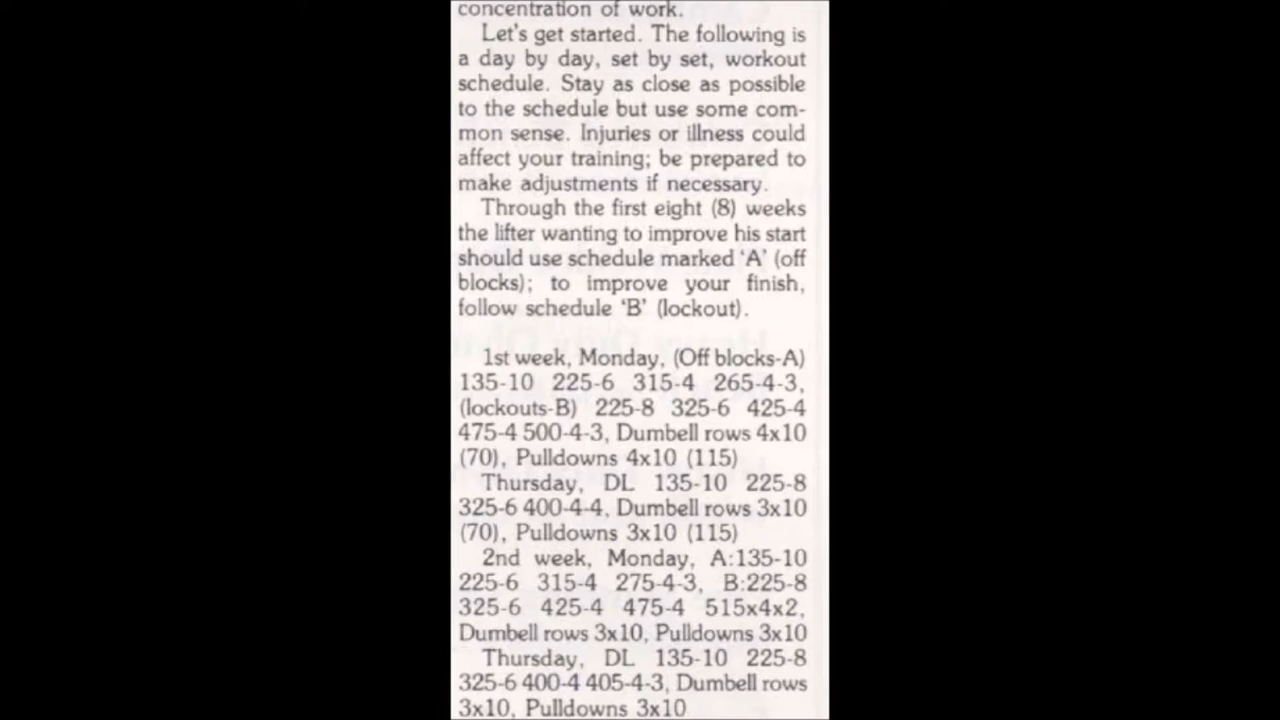 concentration of work.
Let's get started. The following is
a day by day, set by set, workout
schedule. Stay as close as possible
to the schedule but use some com-
mon sense. Injuries or illness could
affect your training; be prepared to
make adjustments if necessary.
Through the first eight (8) weeks
the lifter wanting to improve his start
should use schedule marked 'A' (off
blocks); to improve your finish,
follow schedule 'B' (lockout).
1st week, Monday, (Off blocks-A)
135-10 225-6 315-4 265-4-3,
(lockouts-B) 225-8 325-6 425-4
475-4 500-4-3, Dumbell rows 4x10
(70), Pulldowns 4x10 (115)
Thursday, DL 135-10 225-8
325-6 400-4-4, Dumbell rows 3x10
(70), Pulldowns 3x10 (115)
2nd week, Monday, A:135-10
225-6 315-4 275-4-3, B:225-8
325-6 425-4 475-4 515x4x2,
Dumbell rows 3x10, Pulldowns 3x10
Thursday, DL 135-10 225-8
325-6 400-4 405-4-3, Dumbell rows
3x10, Pulldowns 3x10